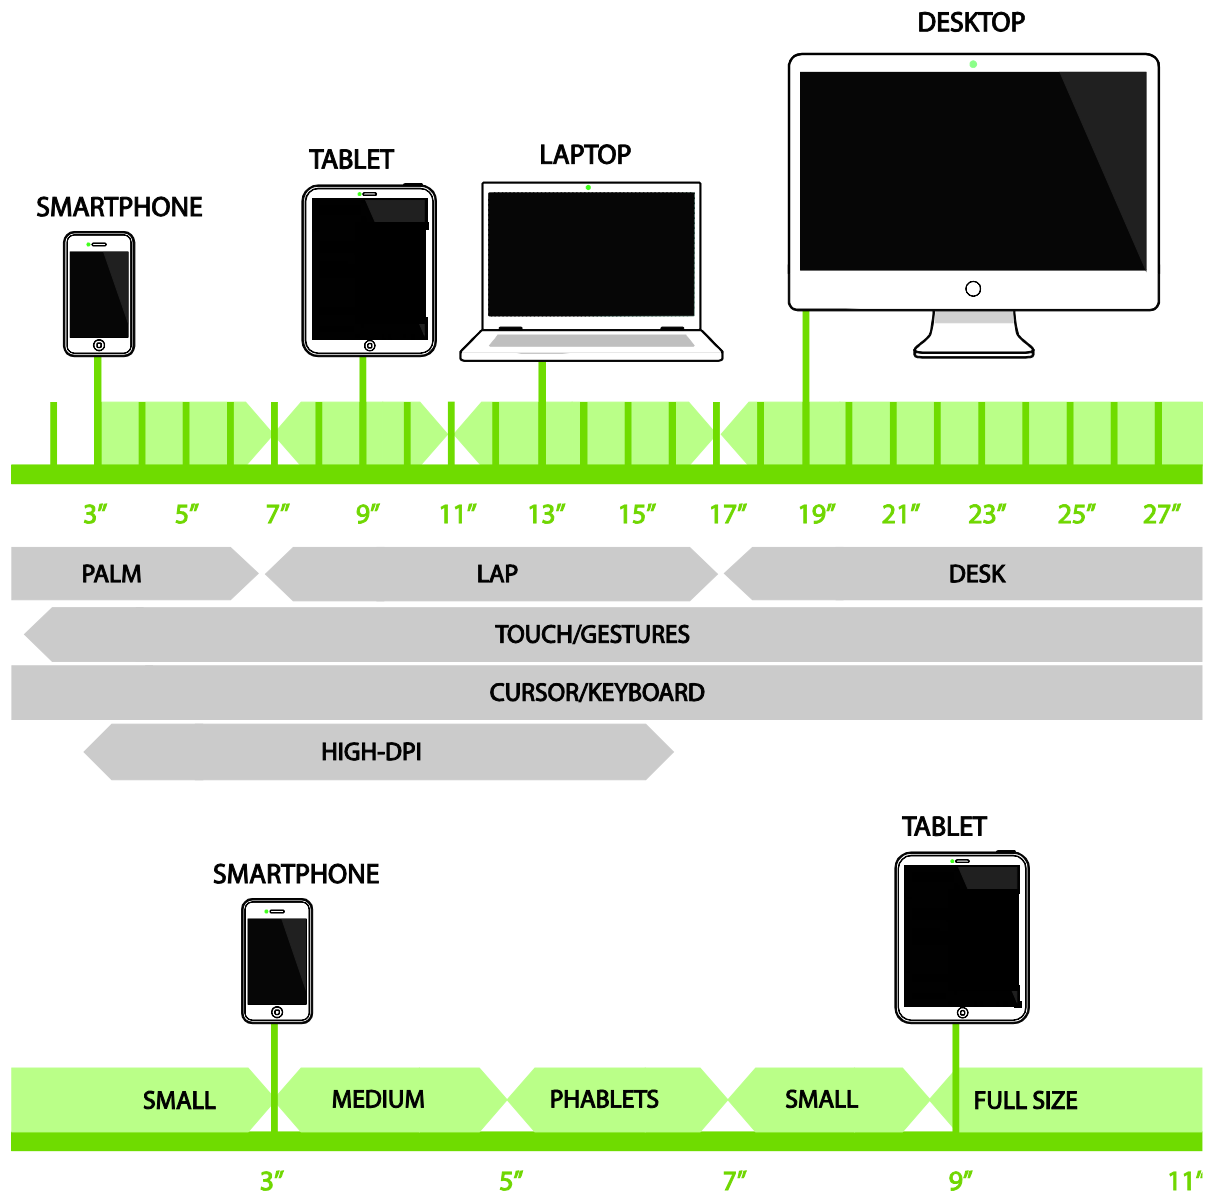 DESKTOP
LAPTOP
TABLET
SMARTPHONE
3″ 5″ 7″ 9″ 11″ 13″ 15″ 17″ 19″ 21″ 23″ 25″ 27″
PALM LAP DESK
TOUCH/GESTURES
CURSOR/KEYBOARD
HIGH-DPI
TABLET
SMARTPHONE
SMALL MEDIUM PHABLETS SMALL FULL SIZE
3″ 5″ 7″ 9″ 11″